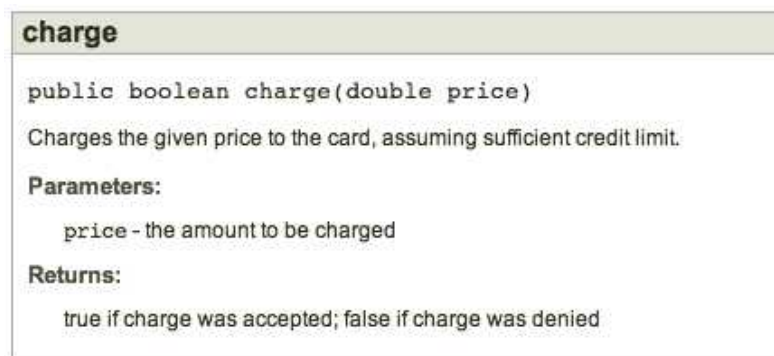 charge
public boolean charge(double price)
Charges the given price to the card, assuming sufficient credit limit.
Parameters:
price - the amount to be charged
Returns:
true if charge was accepted; false if charge was denied